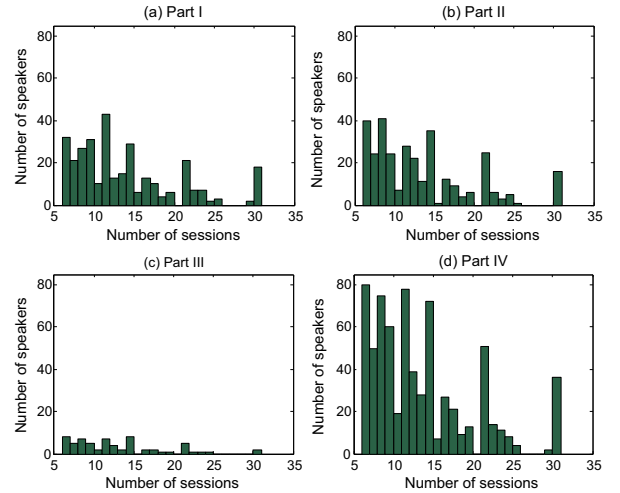 (a) Part I
Number of speakers
80
60
40
20
0
5 10 15 20 25 30 35
Number of sessions
(b) Part II
Number of speakers
80
60
40
20
0
5 10 15 20 25 30 35
Number of sessions
(c) Part III
Number of speakers
80
60
40
20
0
5 10 15 20 25 30 35
Number of sessions
(d) Part IV
Number of speakers
80
60
40
20
0
5 10 15 20 25 30 35
Number of sessions